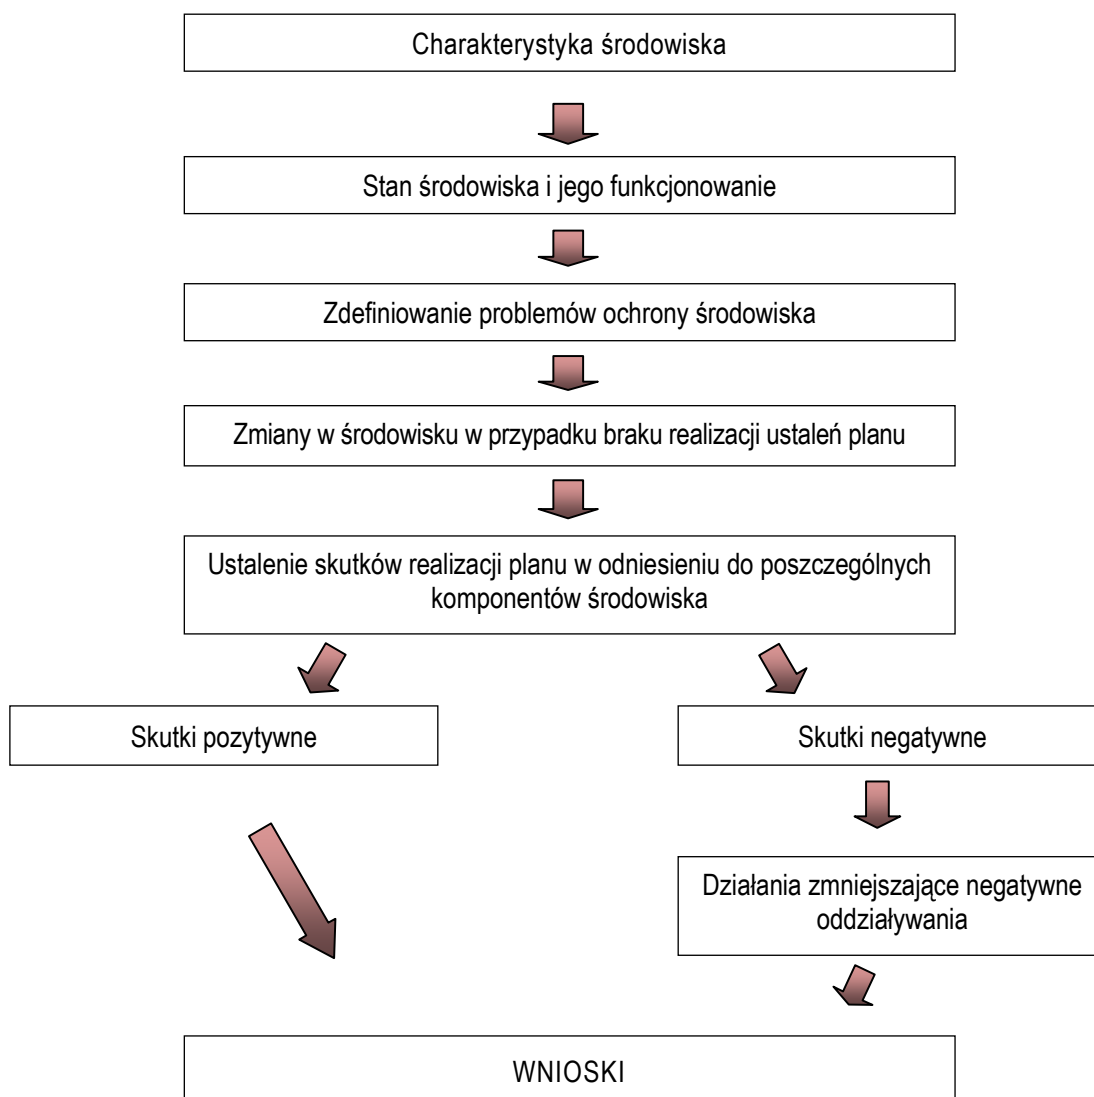 Charakterystyka środowiska
Stan środowiska i jego funkcjonowanie
Zdefiniowanie problemów ochrony środowiska
Zmiany w środowisku w przypadku braku realizacji ustaleń planu
Ustalenie skutków realizacji planu w odniesieniu do poszczególnych
komponentów środowiska
Skutki pozytywne
Skutki negatywne
Działania zmniejszające negatywne
oddziaływania
WNIOSKI